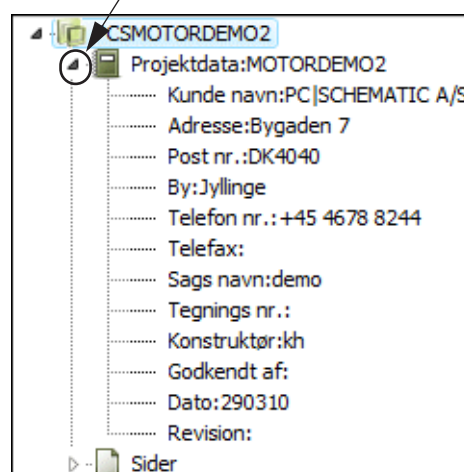 PCSMOTORDEMO2
Projektdata:MOTORDEMO2
Kunde navn:PC|SCHEMATIC A/S
Adresse:Bygaden 7
Post nr.:DK4040
By:Jyllinge
Telefon nr.:+45 4678 8244
Telefax:
Sags navn:demo
Tegnings nr.:
Konstruktør:kh
Godkendt af:
Dato:290310
Revision:
Sider